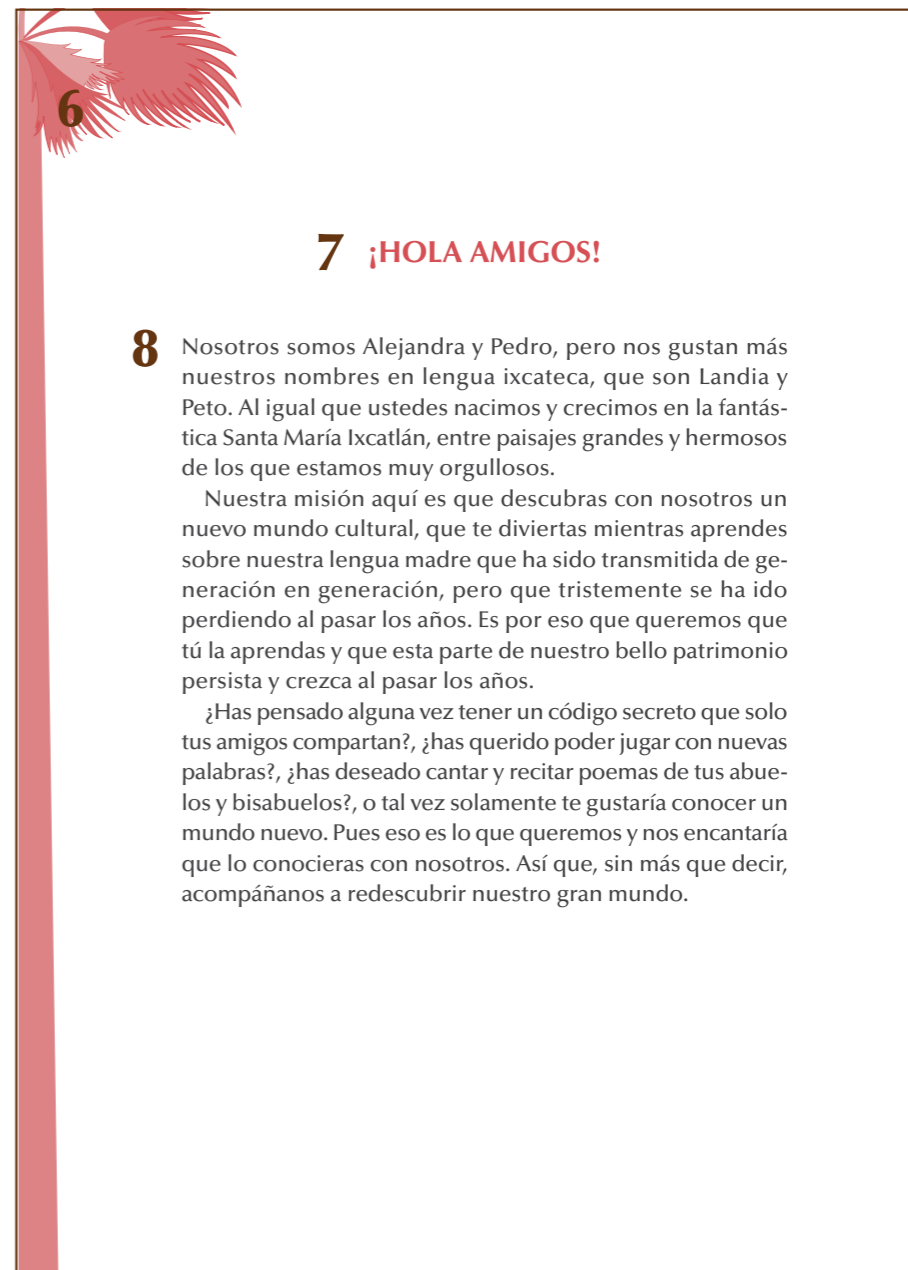 6
7 ¡HOLA AMIGOS!
8 Nosotros somos Alejandra y Pedro, pero nos gustan más
nuestros nombres en lengua ixcateca, que son Landia y
Peto. Al igual que ustedes nacimos y crecimos en la fantás-
tica Santa María Ixcatlán, entre paisajes grandes y hermosos
de los que estamos muy orgullosos.
Nuestra misión aquí es que descubras con nosotros un
nuevo mundo cultural, que te diviertas mientras aprendes
sobre nuestra lengua madre que ha sido transmitida de ge-
neración en generación, pero que tristemente se ha ido
perdiendo al pasar los años. Es por eso que queremos que
tú la aprendas y que esta parte de nuestro bello patrimonio
persista y crezca al pasar los años.
¿Has pensado alguna vez tener un código secreto que solo
tus amigos compartan?, ¿has querido poder jugar con nuevas
palabras?, ¿has deseado cantar y recitar poemas de tus abue-
los y bisabuelos?, o tal vez solamente te gustaría conocer un
mundo nuevo. Pues eso es lo que queremos y nos encantaría
que lo conocieras con nosotros. Así que, sin más que decir,
acompáñanos a redescubrir nuestro gran mundo.